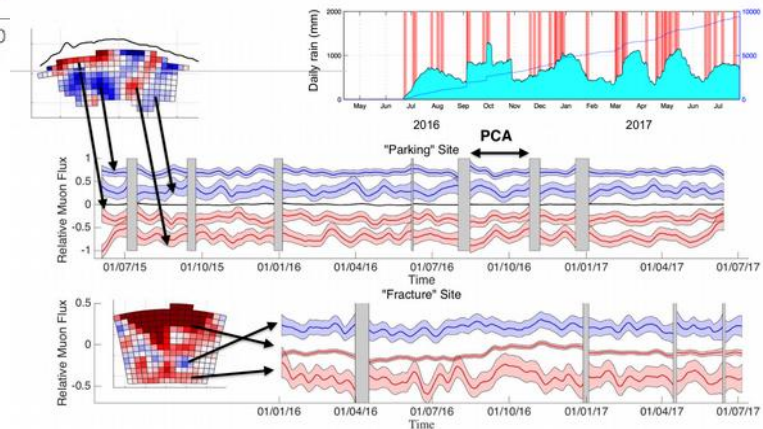 2000
10000
1000
5000
0
0
Daily rain (mm)
May Jun Jul Aug Sep Oct Nov Dec Jan Feb Mar Apr May Jun Jul
2016 2017
PCA
"Parking" Site
1
0.5
0
-0.5
-1
Relative Muon Flux
01/07/15 01/10/15 01/01/16 01/04/16 01/07/16 01/10/16 01/01/17 01/04/17 01/07/17
Time
"Fracture" Site
0.5
0
-0.5
Relative Muon Flux
01/01/16 01/04/16 01/07/16 01/10/16 01/01/17 01/04/17 01/07/17
Time